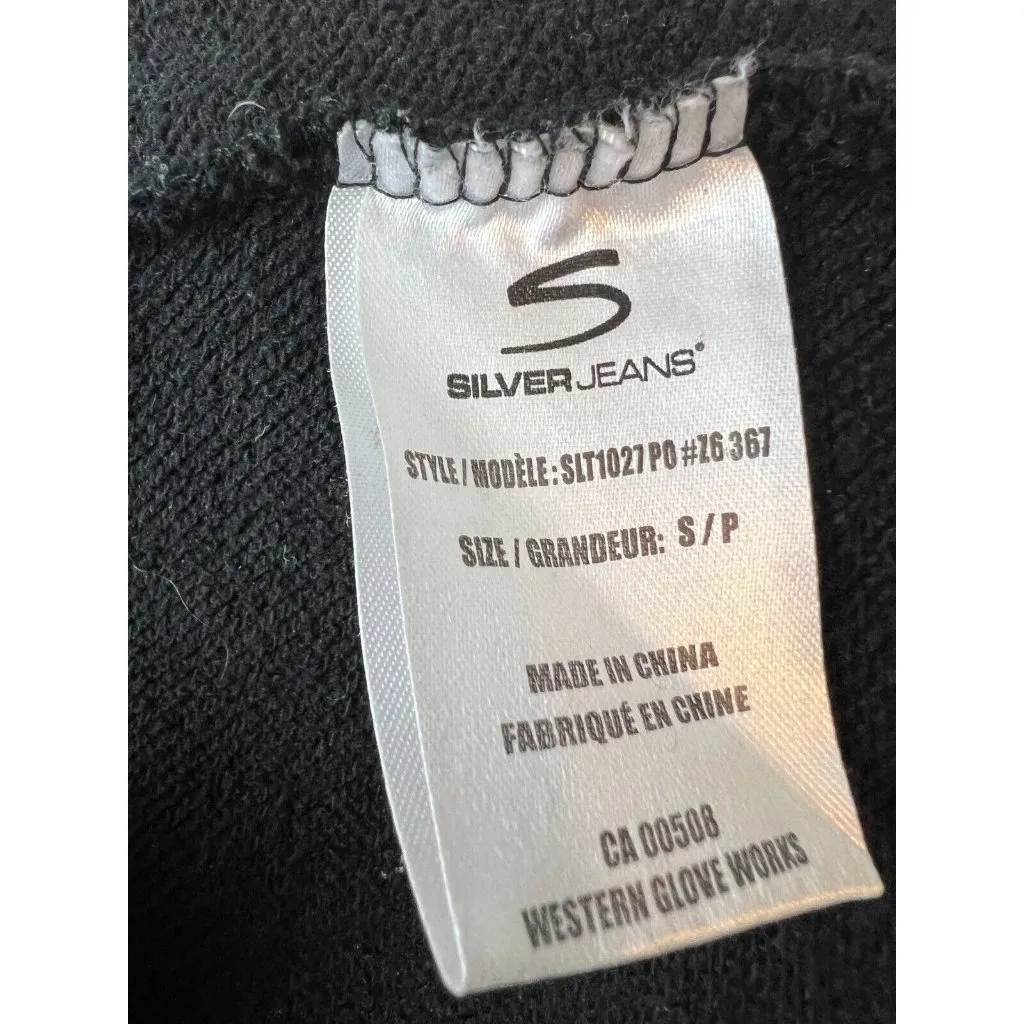 S
SILVER JEANS®
STYLE / MODÈLE: SLT1027 PO #Z6 367
SIZE / GRANDEUR: S / P
MADE IN CHINA
FABRIQUÉ EN CHINE
CA 00508
WESTERN GLOVE WORKS